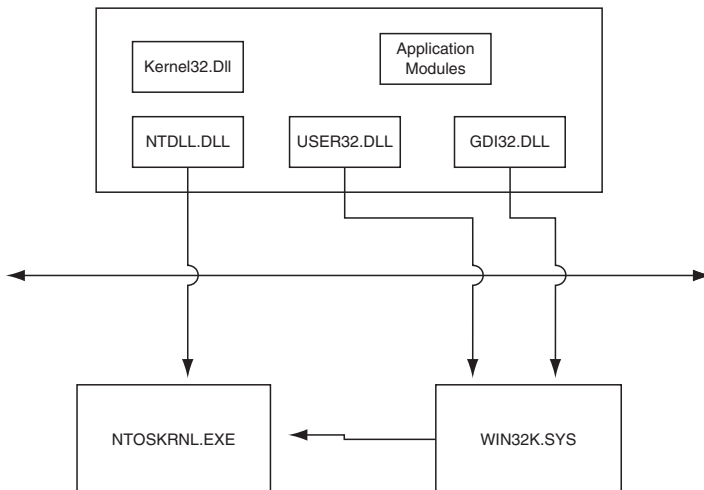 Kernel32.Dll
Application
Modules
NTDLL.DLL
USER32.DLL
GDI32.DLL
NTOSKRNL.EXE
WIN32K.SYS